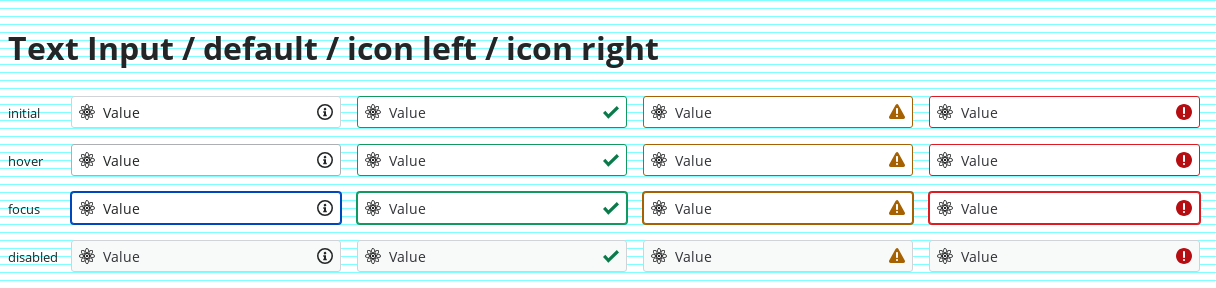 Text Input / default / icon left / icon right
initial Value Value Value Value
hover Value Value Value Value
focus Value Value Value Value
disabled Value Value Value Value